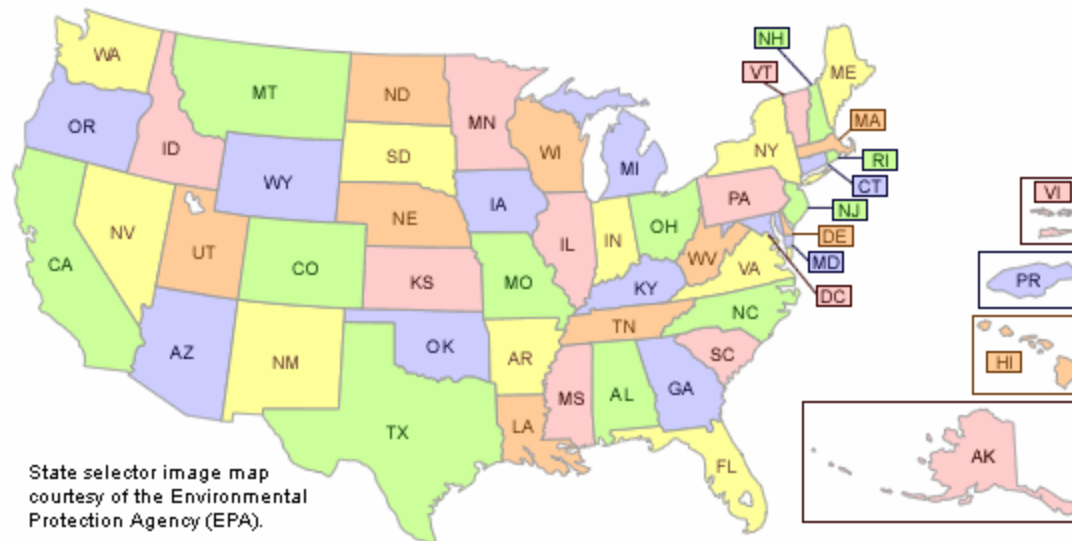 NH
WA
VT
ME
MT
ND
MN
MA
OR
ID
SD
WI
NY
RI
MI
WY
CT
IA
PA
VI
NE
NJ
NV
OH
IL
IN
DE
UT
WV
CA
CO
VA
MD
KS
MO
PR
KY
DC
NC
TN
OK
AZ
SC
AR
NM
HI
GA
AL
MS
LA
TX
AK
FL
State selector image map
courtesy of the Environmental
Protection Agency (EPA).